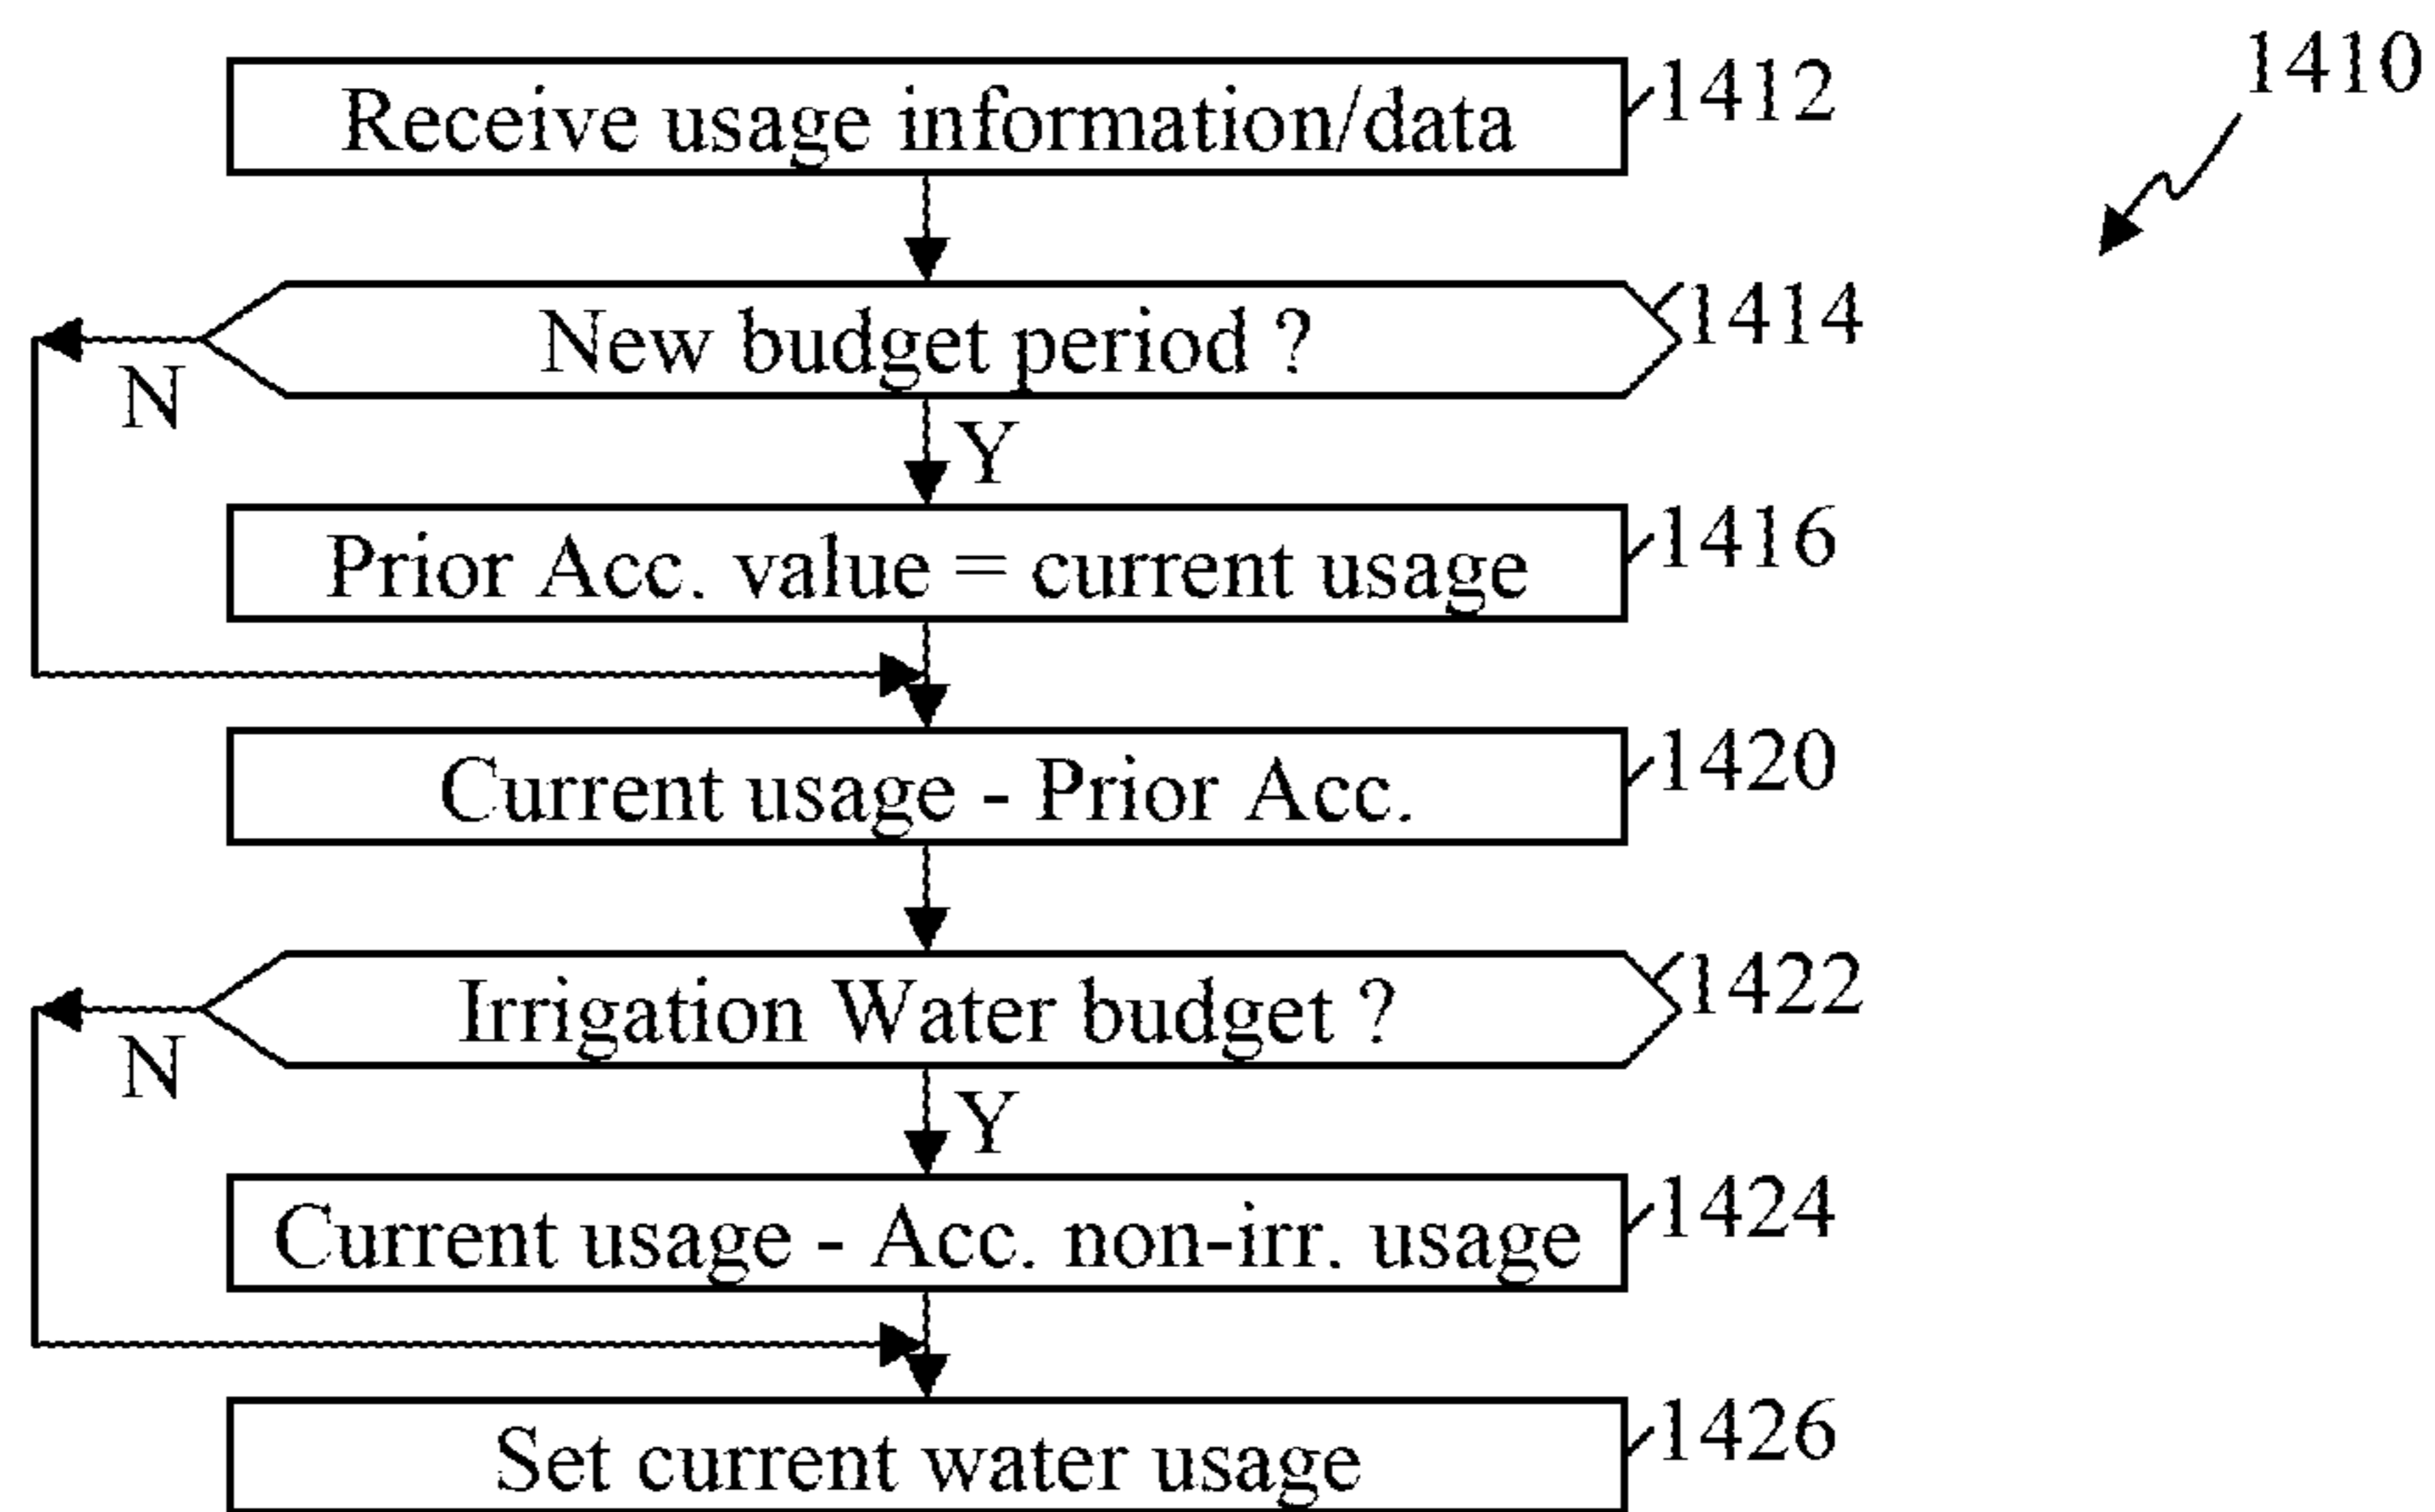 1410
Receive usage information/data 1412
New budget period ? 1414
N
Y
Prior Acc. value = current usage 1416
Current usage - Prior Acc. 1420
Irrigation Water budget ? 1422
N
Y
Current usage - Acc. non-irr. usage 1424
Set current water usage 1426